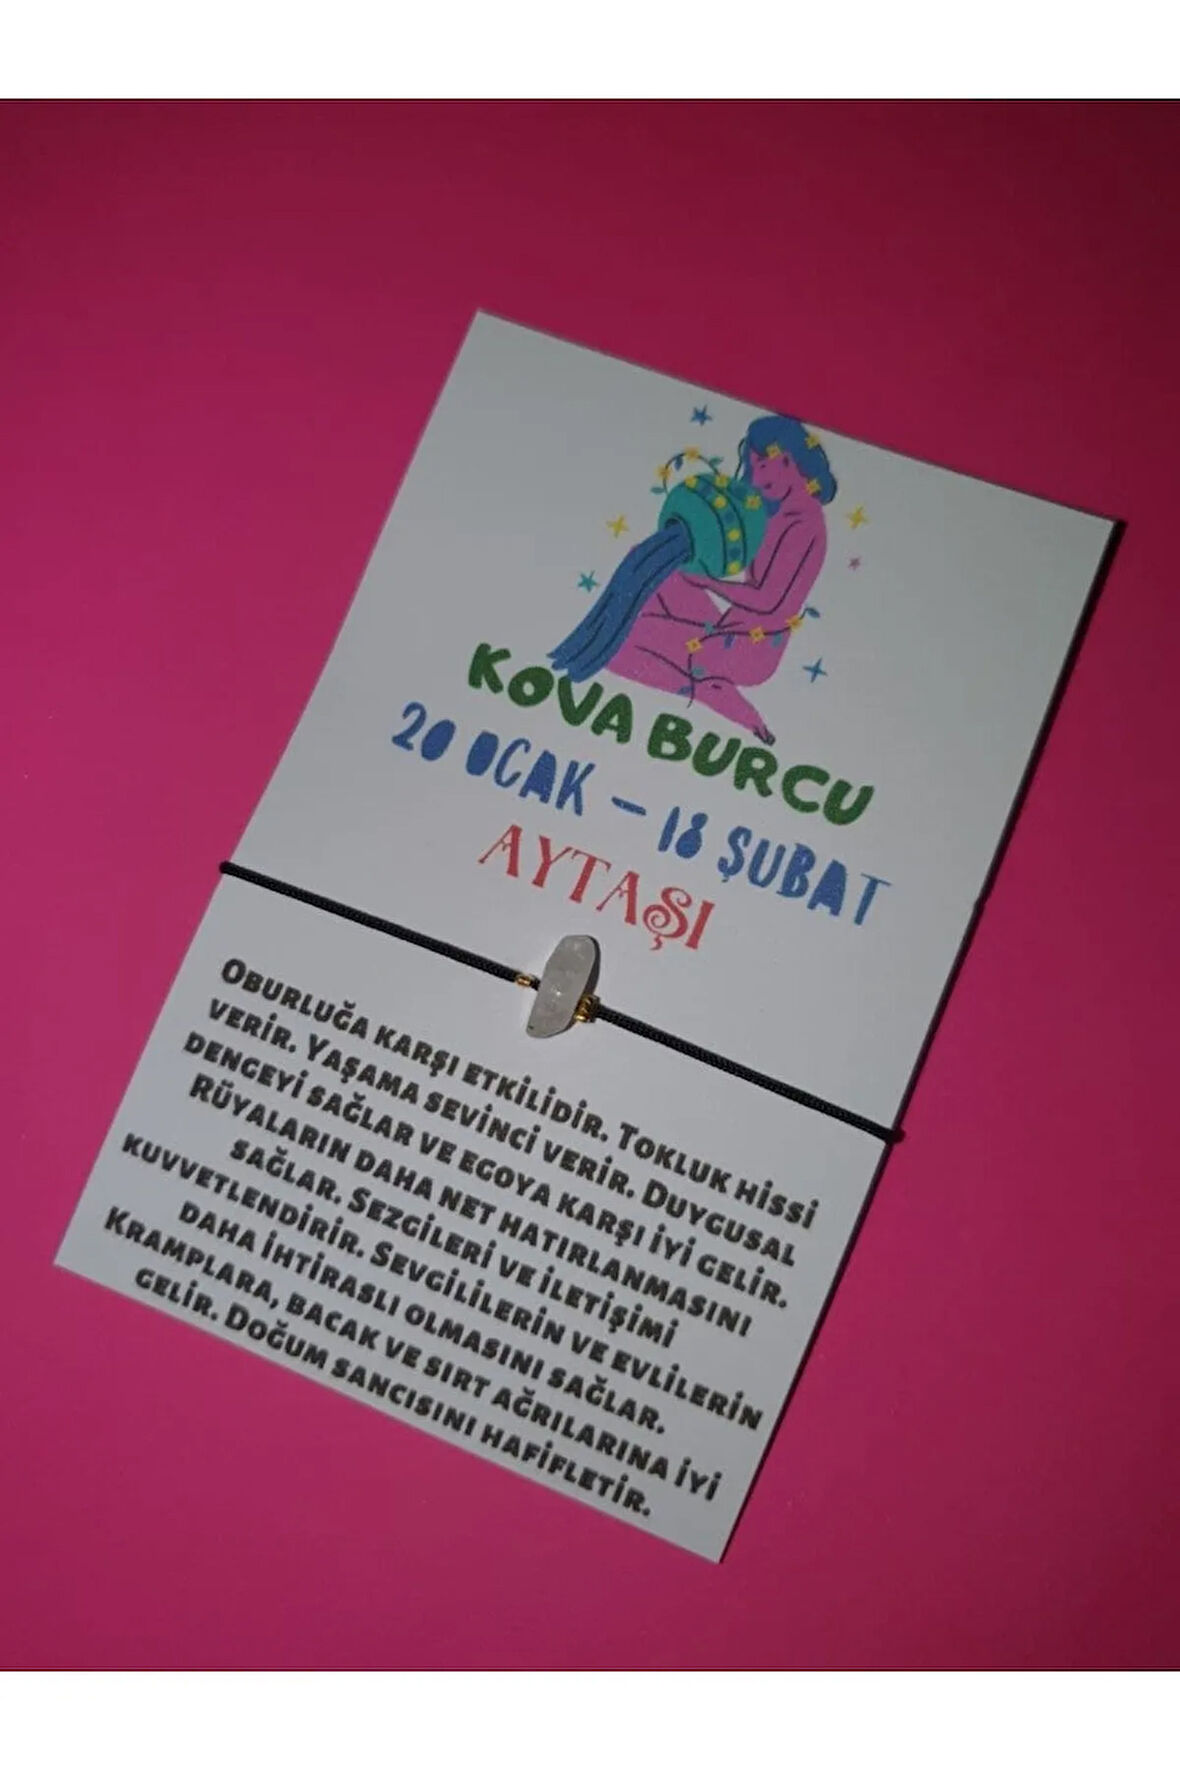 KOVA BURCU
20 OCAK – 18 ŞUBAT
AYTAŞI
OBURLUĞA KARŞI ETKİLİDİR. TOKLUK HİSSİ
VERİR. YAŞAMA SEVİNCİ VERİR. DUYGUSAL
DENGEYİ SAĞLAR VE EGOYA KARŞI İYİ GELİR.
RÜYALARIN DAHA NET HATIRLANMASINI
SAĞLAR. SEZGİLERİ VE İLETİŞİMİ
KUVVETLENDİRİR. SEVGİLİLERİN VE EVLİLERİN
DAHA İHTİRASLI OLMASINI SAĞLAR.
KRAMPLARA, BACAK VE SIRT AĞRILARINA İYİ
GELİR. DOĞUM SANCISINI HAFİFLETİR.